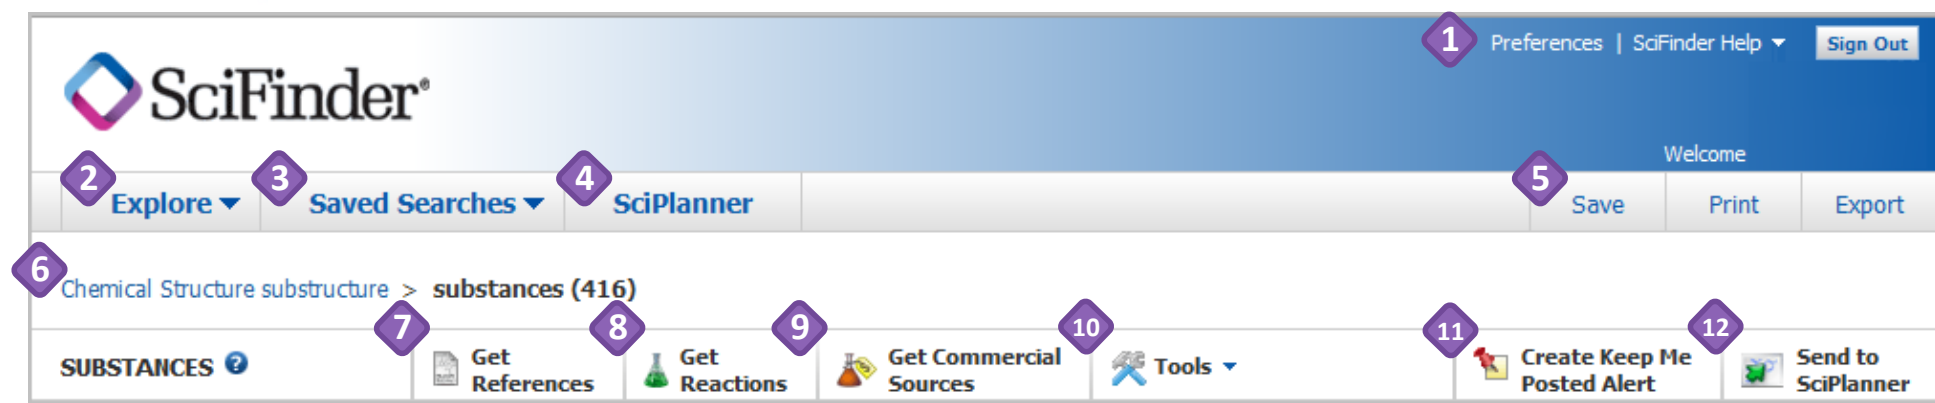 1 Preferences | SciFinder Help Sign Out
SciFinder®
Welcome
2 Explore 3 Saved Searches 4 SciPlanner 5 Save Print Export
6 Chemical Structure substructure > substances (416)
7 8 9 10 11 12
SUBSTANCES ? Get References Get Reactions Get Commercial Sources Tools Create Keep Me Posted Alert Send to SciPlanner